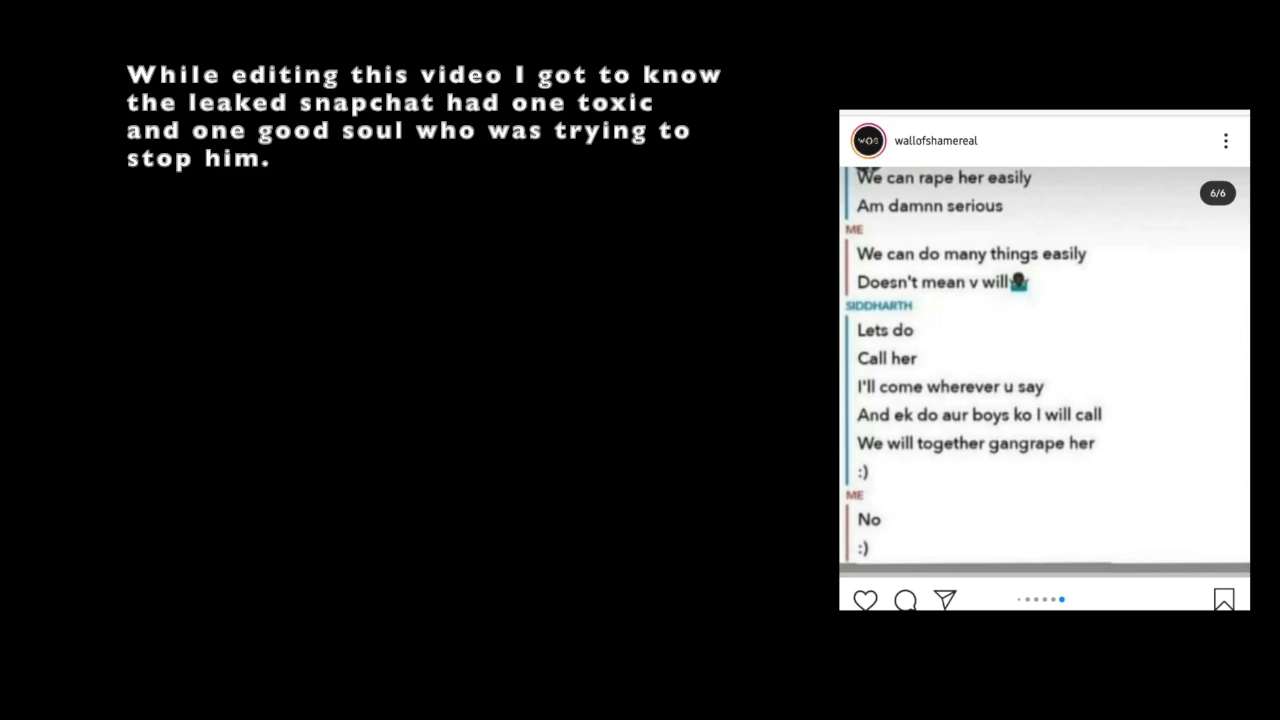 While editing this video I got to know
the leaked snapchat had one toxic
and one good soul who was trying to
stop him.
WOS
wallofshamereal
We can rape her easily
6/6
Am damnn serious
ME
We can do many things easily
Doesn't mean v will🤷🏿‍♂️
SIDDHARTH
Lets do
Call her
I'll come wherever u say
And ek do aur boys ko I will call
We will together gangrape her
:)
ME
No
:)